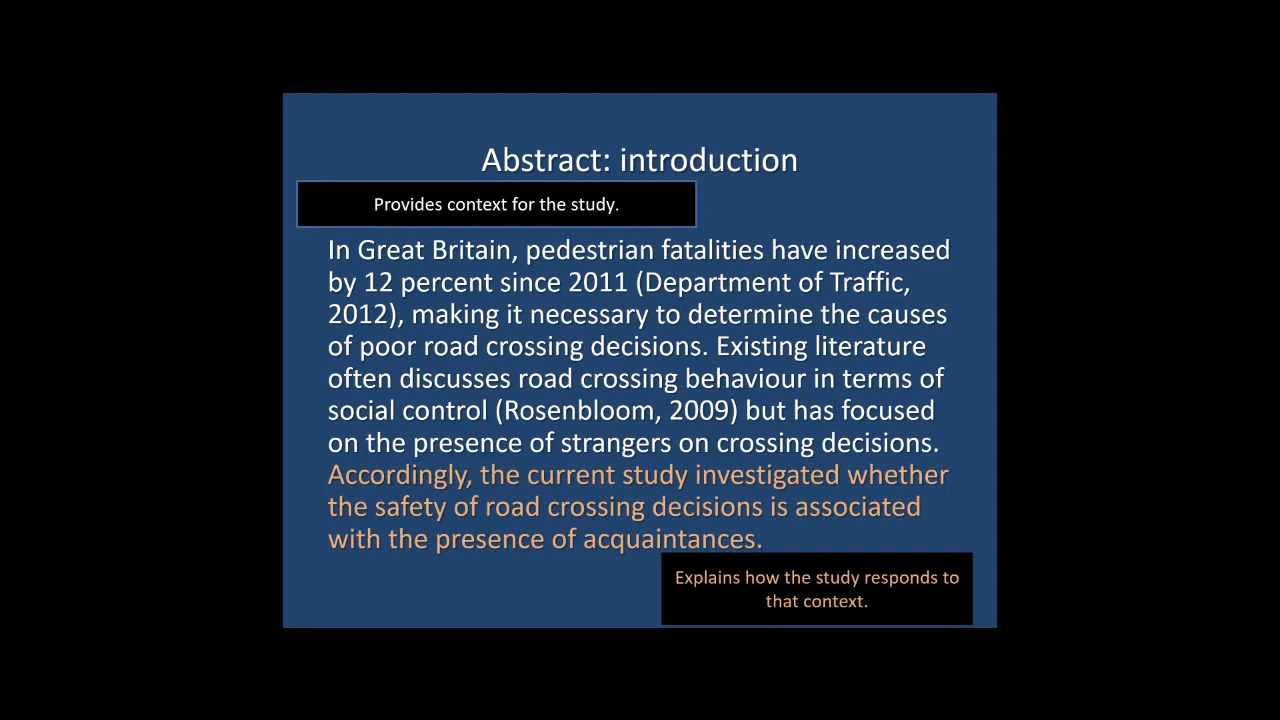 Abstract: introduction
Provides context for the study.
In Great Britain, pedestrian fatalities have increased
by 12 percent since 2011 (Department of Traffic,
2012), making it necessary to determine the causes
of poor road crossing decisions. Existing literature
often discusses road crossing behaviour in terms of
social control (Rosenbloom, 2009) but has focused
on the presence of strangers on crossing decisions.
Accordingly, the current study investigated whether
the safety of road crossing decisions is associated
with the presence of acquaintances.
Explains how the study responds to
that context.